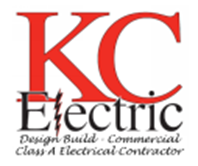 KC
Electric
Design Build - Commercial
Class A Electrical Contractor